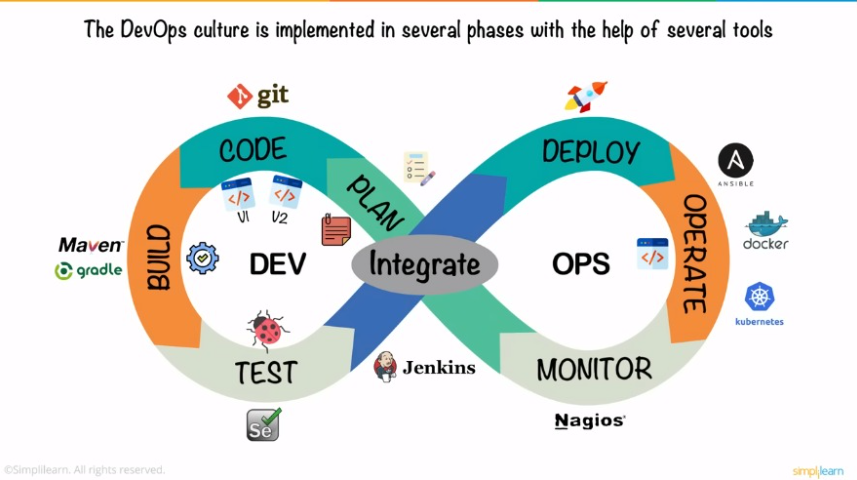 The DevOps culture is implemented in several phases with the help of several tools
git
CODE
</> </>
V1 V2
PLAN
DEPLOY
ANSIBLE
Maven
gradle
BUILD
DEV
Integrate
OPS
</>
OPERATE
docker
kubernetes
TEST
Jenkins
MONITOR
Se
Nagios®
©Simplilearn. All rights reserved.
simplilearn